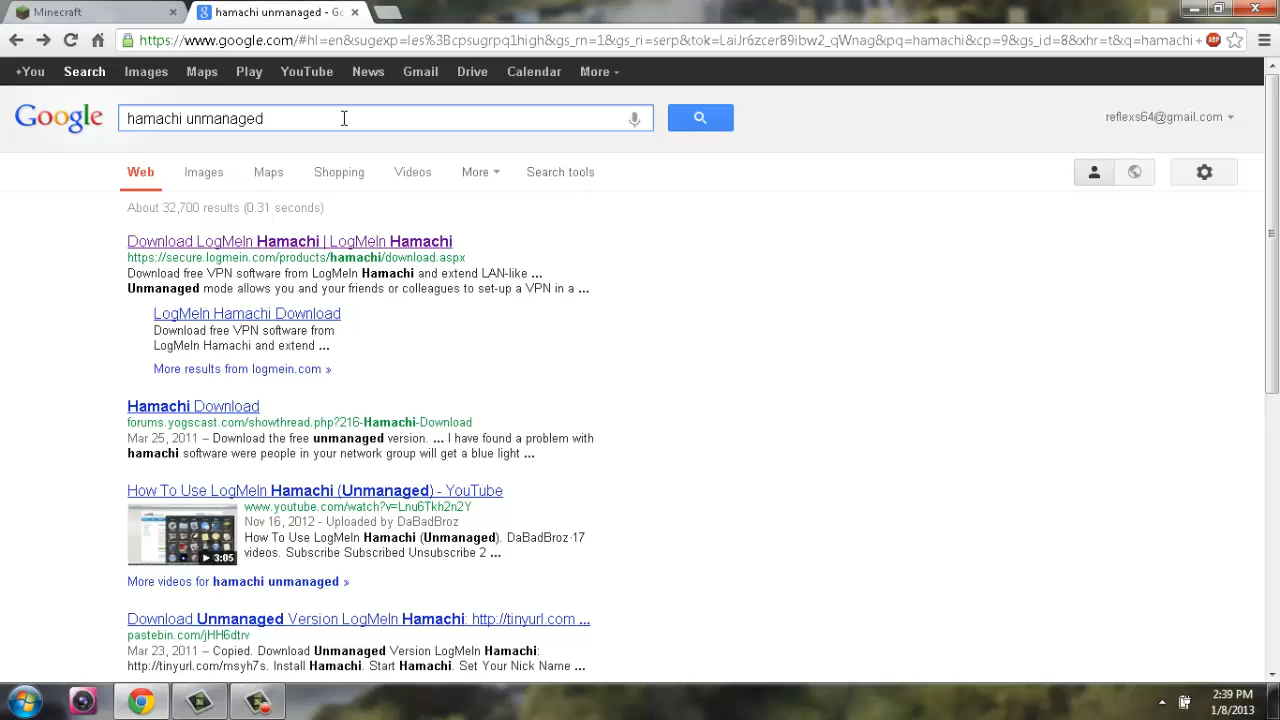 Minecraft
hamachi unmanaged - Go
https://www.google.com/#hl=en&sugexp=les%3Bcpsugrpq1high&gs_rn=1&gs_ri=serp&tok=LaiJr6zcer89ibw2_qWnag&pq=hamachi&cp=9&gs_id=8&xhr=t&q=hamachi+
ABP
+You Search Images Maps Play YouTube News Gmail Drive Calendar More
Google
hamachi unmanaged
reflexs64@gmail.com
Web Images Maps Shopping Videos More Search tools
About 32,700 results (0.31 seconds)
Download LogMeIn Hamachi | LogMeIn Hamachi
https://secure.logmein.com/products/hamachi/download.aspx
Download free VPN software from LogMeIn Hamachi and extend LAN-like ...
Unmanaged mode allows you and your friends or colleagues to set-up a VPN in a ...
LogMeIn Hamachi Download
Download free VPN software from
LogMeIn Hamachi and extend ...
More results from logmein.com »
Hamachi Download
forums.yogscast.com/showthread.php?216-Hamachi-Download
Mar 25, 2011 – Download the free unmanaged version. ... I have found a problem with
hamachi software were people in your network group will get a blue light ...
How To Use LogMeIn Hamachi (Unmanaged) - YouTube
www.youtube.com/watch?v=Lnu6Tkh2n2Y
Nov 16, 2012 - Uploaded by DaBadBroz
How To Use LogMeIn Hamachi (Unmanaged). DaBadBroz·17
videos. Subscribe Subscribed Unsubscribe 2 ...
3:05
More videos for hamachi unmanaged »
Download Unmanaged Version LogMeIn Hamachi: http://tinyurl.com ...
pastebin.com/jHH6dtrv
Mar 23, 2011 – Copied. Download Unmanaged Version LogMeIn Hamachi:
http://tinyurl.com/msyh7s. Install Hamachi. Start Hamachi. Set Your Nick Name ...
2:39 PM
1/8/2013